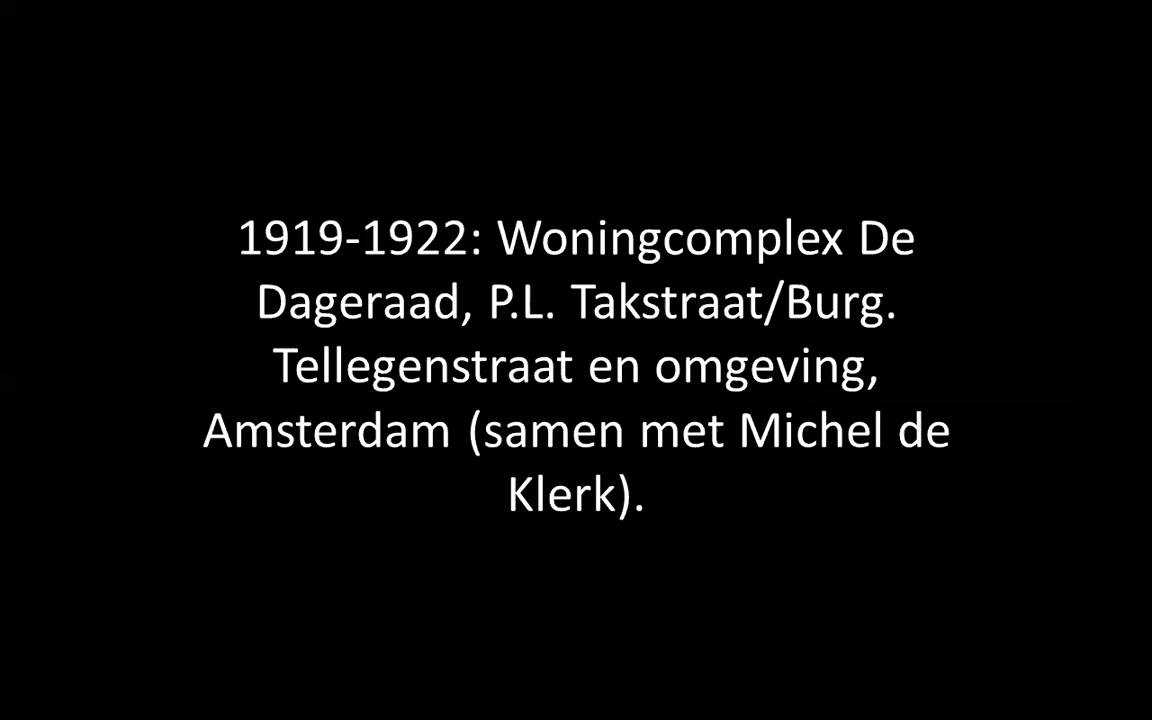 1919-1922: Woningcomplex De
Dageraad, P.L. Takstraat/Burg.
Tellegenstraat en omgeving,
Amsterdam (samen met Michel de
Klerk).